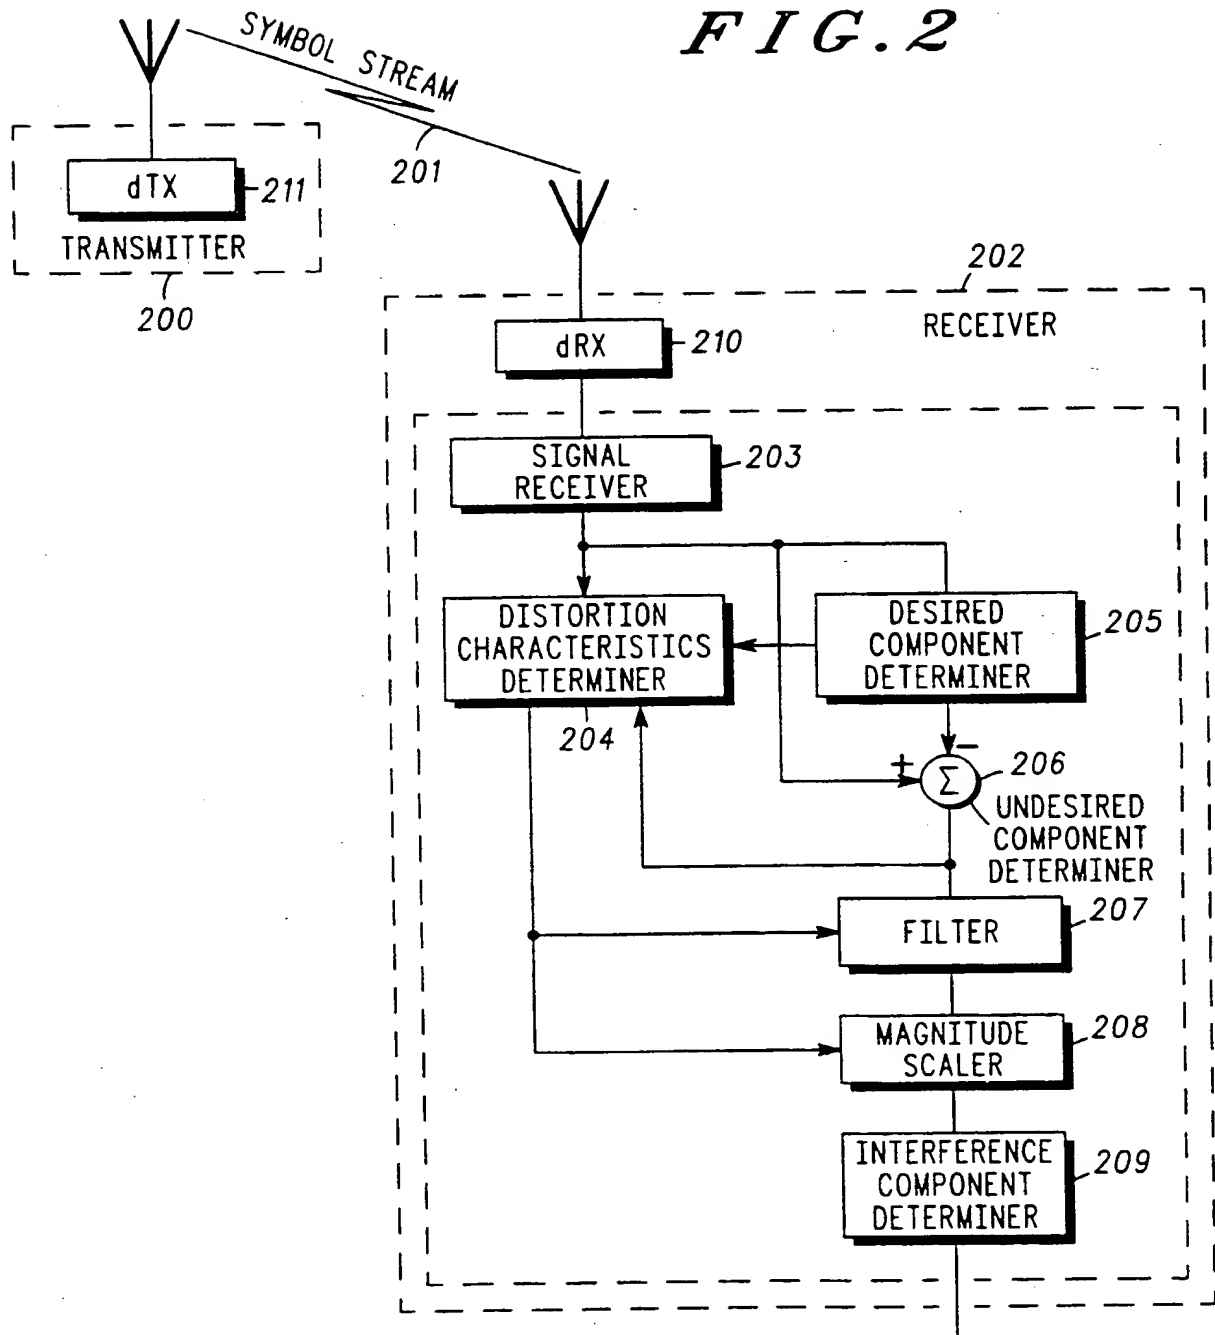 FIG.2
SYMBOL STREAM
201
dTX
211
TRANSMITTER
200
202
RECEIVER
dRX
210
SIGNAL
RECEIVER
203
DISTORTION
CHARACTERISTICS
DETERMINER
204
DESIRED
COMPONENT
DETERMINER
205
−
+
Σ
206
UNDESIRED
COMPONENT
DETERMINER
FILTER
207
MAGNITUDE
SCALER
208
INTERFERENCE
COMPONENT
DETERMINER
209